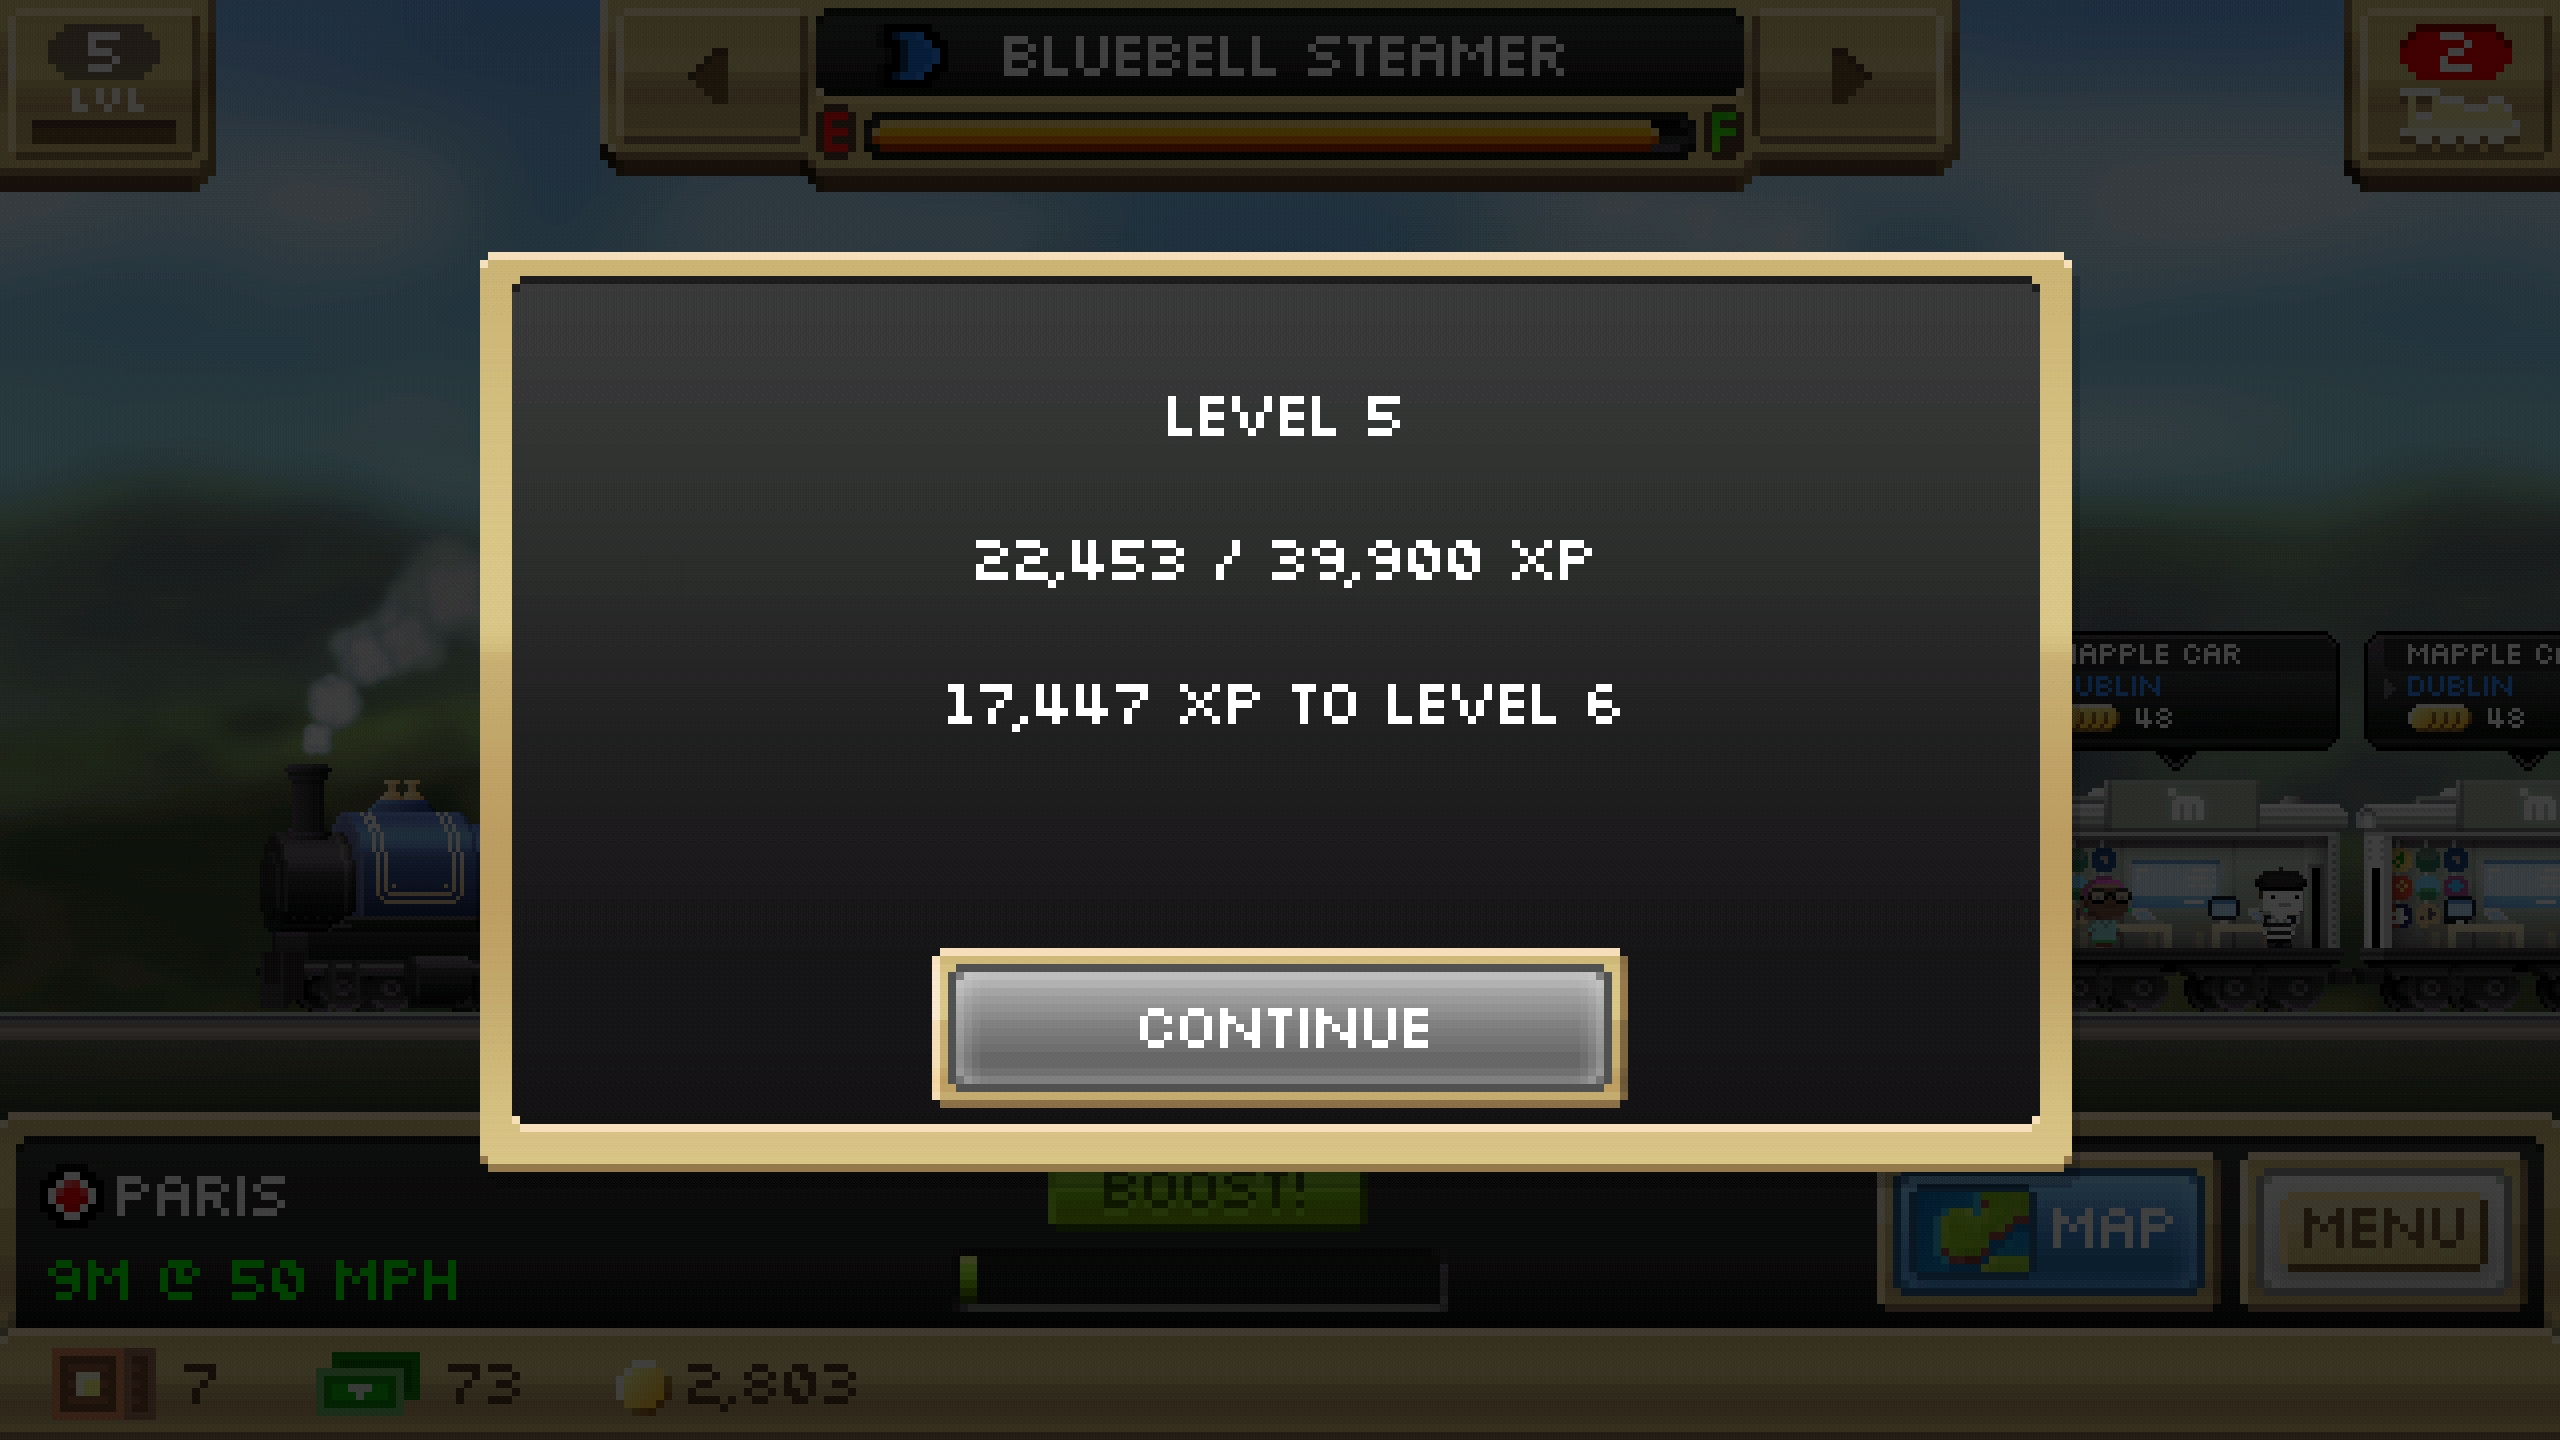 5
LVL
BLUEBELL STEAMER
E
F
2
LEVEL 5
22,453 / 39,900 XP
17,447 XP TO LEVEL 6
CONTINUE
APPLE CAR
UBLIN
48
MAPPLE
DUBLIN
48
PARIS
9M @ 50 MPH
BOOST!
MAP
MENU
7
73
2,803